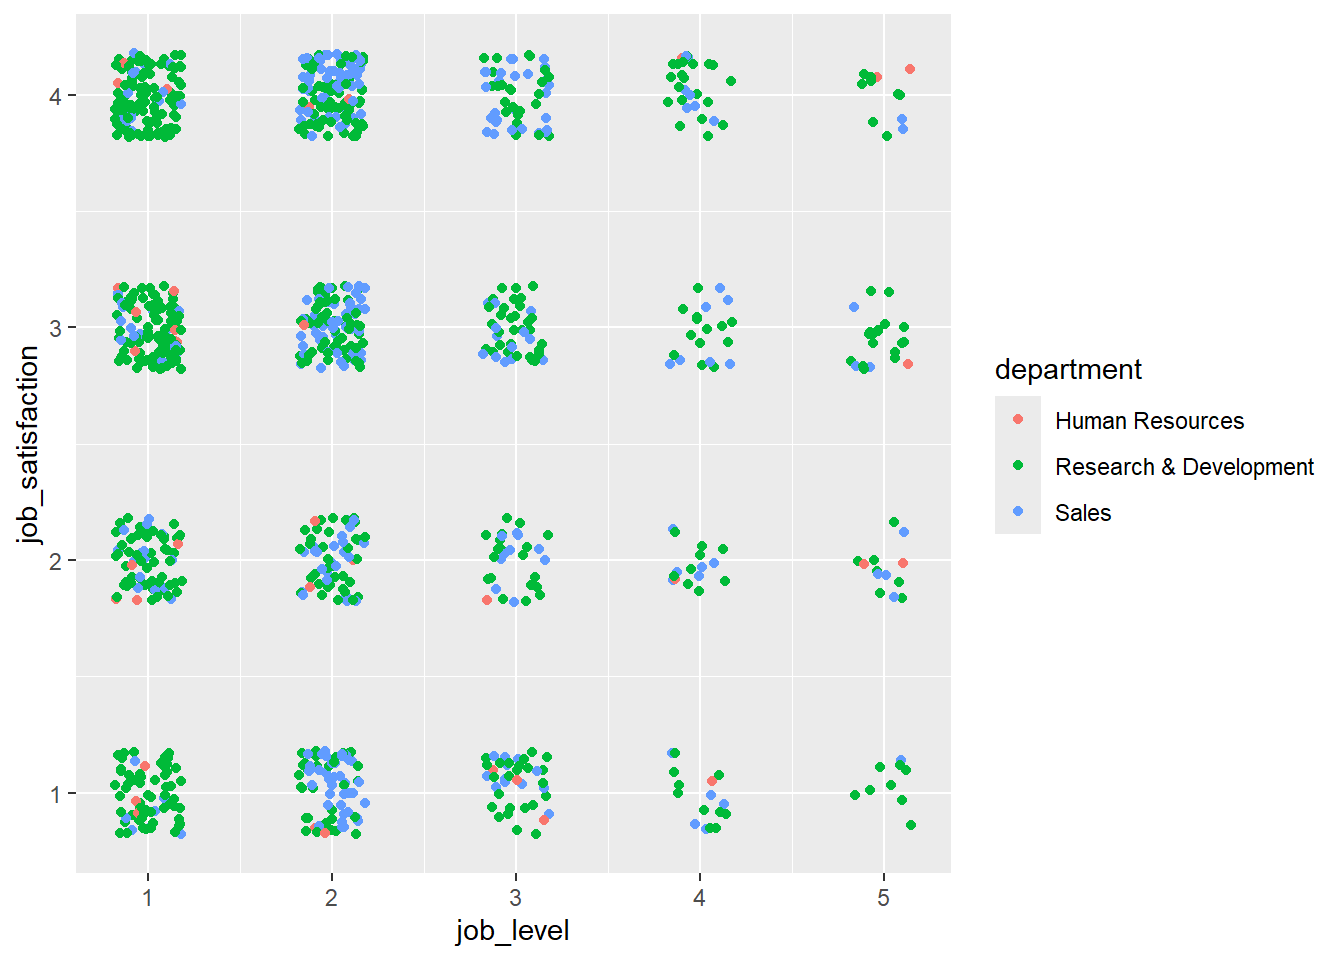 4
3
2
1
job_satisfaction
1 2 3 4 5
job_level
department
Human Resources
Research & Development
Sales